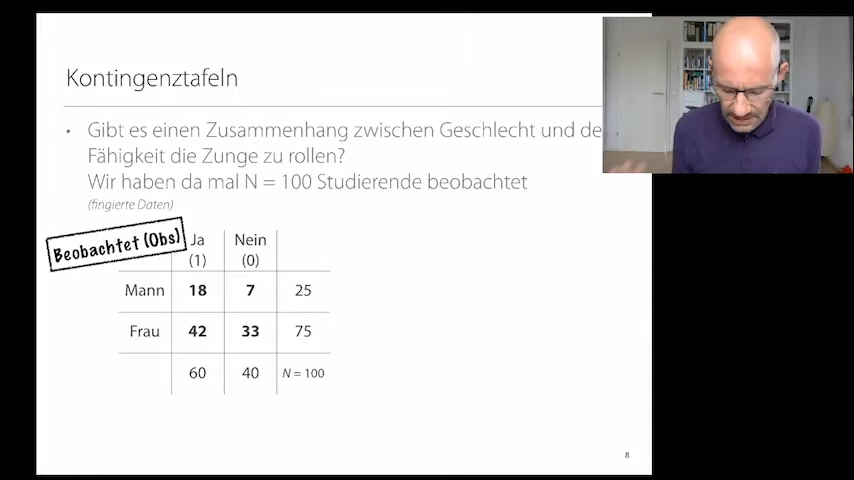 Kontingenztafeln
• Gibt es einen Zusammenhang zwischen Geschlecht und de
Fähigkeit die Zunge zu rollen?
Wir haben da mal N = 100 Studierende beobachtet
(fingierte Daten)
Beobachtet (Obs)
Ja Nein
(1) (0)
Mann 18 7 25
Frau 42 33 75
60 40 N = 100
8